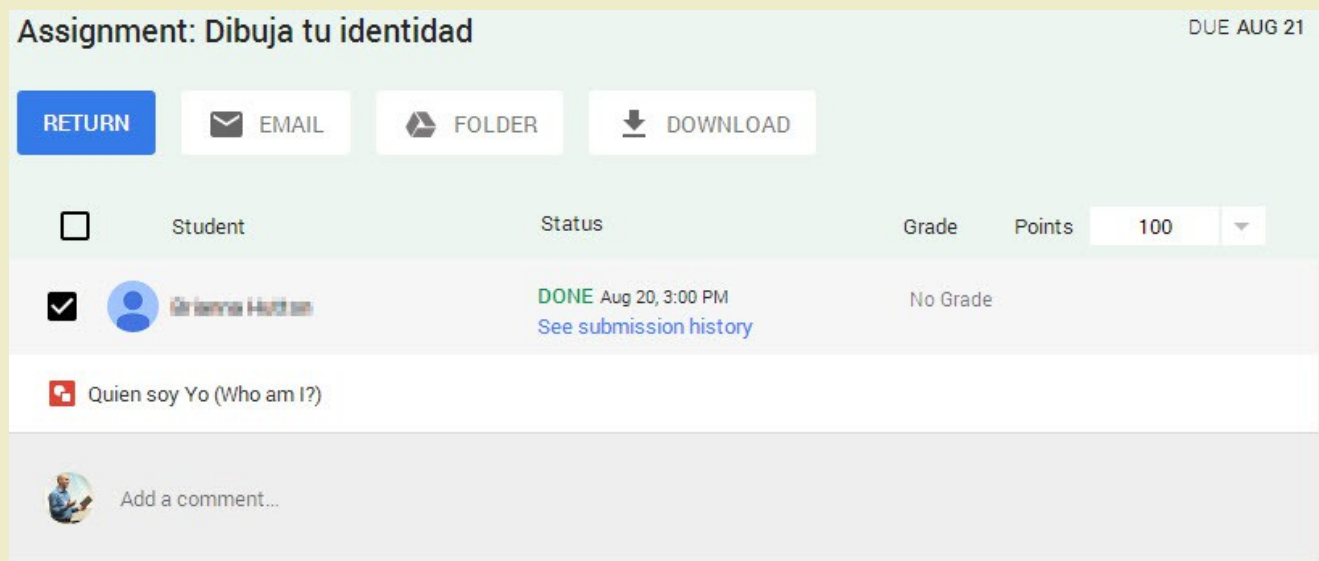 Assignment: Dibuja tu identidad
DUE AUG 21
RETURN
EMAIL
FOLDER
DOWNLOAD
Student
Status
Grade
Points
100
DONE Aug 20, 3:00 PM
No Grade
See submission history
Quien soy Yo (Who am I?)
Add a comment...